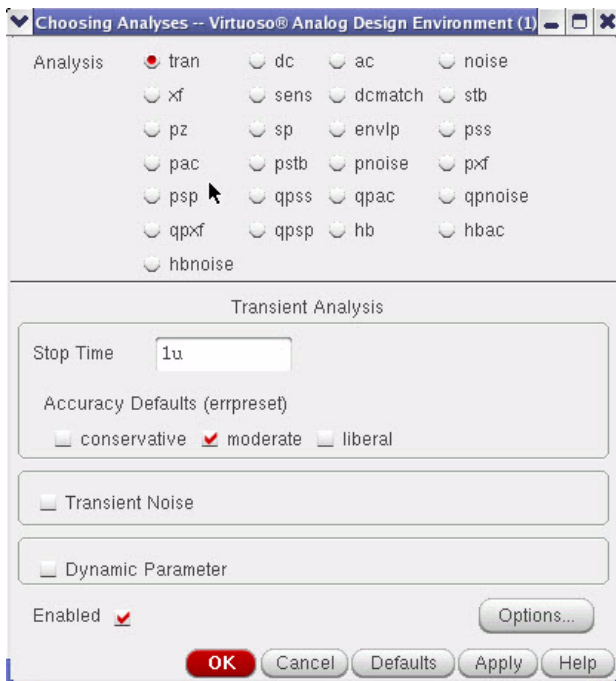 Choosing Analyses -- Virtuoso® Analog Design Environment (1)
Analysis tran dc ac noise
xf sens dcmatch stb
pz sp envlp pss
pac pstb pnoise pxf
psp qpss qpac qpnoise
qpxf qpsp hb hbac
hbnoise
Transient Analysis
Stop Time 1u
Accuracy Defaults (errpreset)
conservative moderate liberal
Transient Noise
Dynamic Parameter
Enabled Options...
OK Cancel Defaults Apply Help